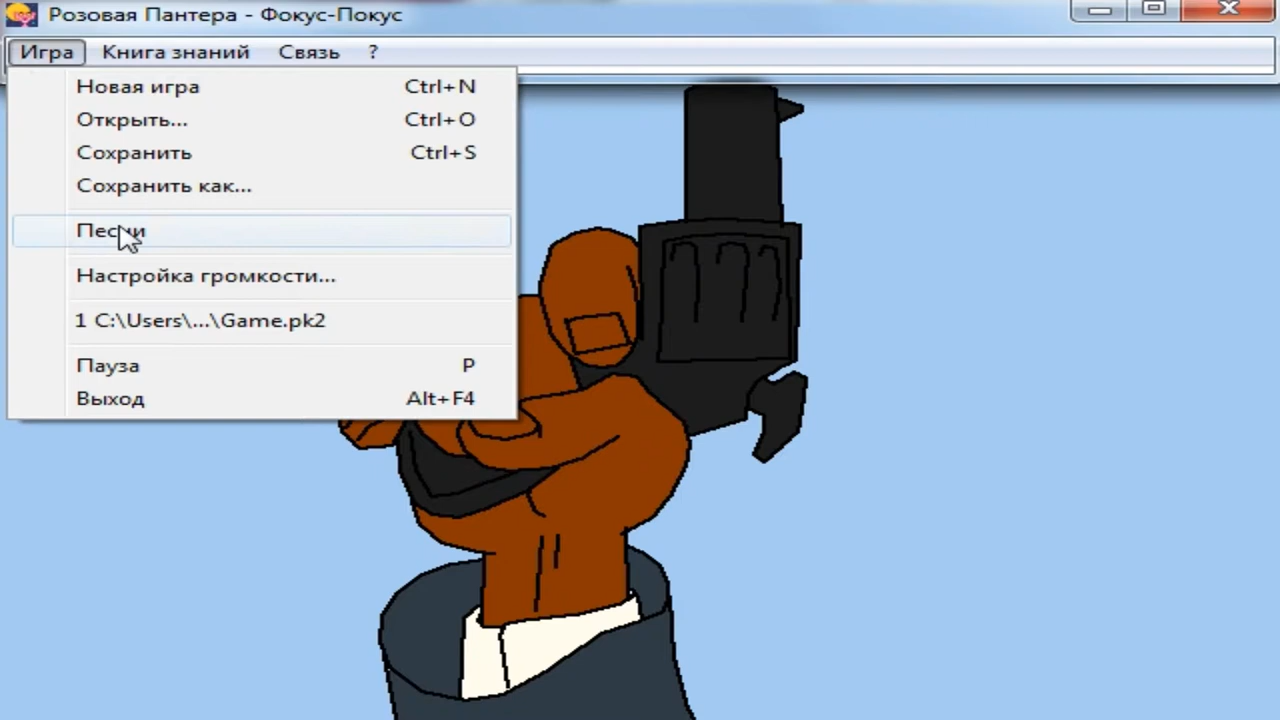 Розовая Пантера - Фокус-Покус
Игра Книга знаний Связь ?
Новая игра Ctrl+N
Открыть... Ctrl+O
Сохранить Ctrl+S
Сохранить как...
Песни
Настройка громкости...
1 C:\Users\...\Game.pk2
Пауза P
Выход Alt+F4